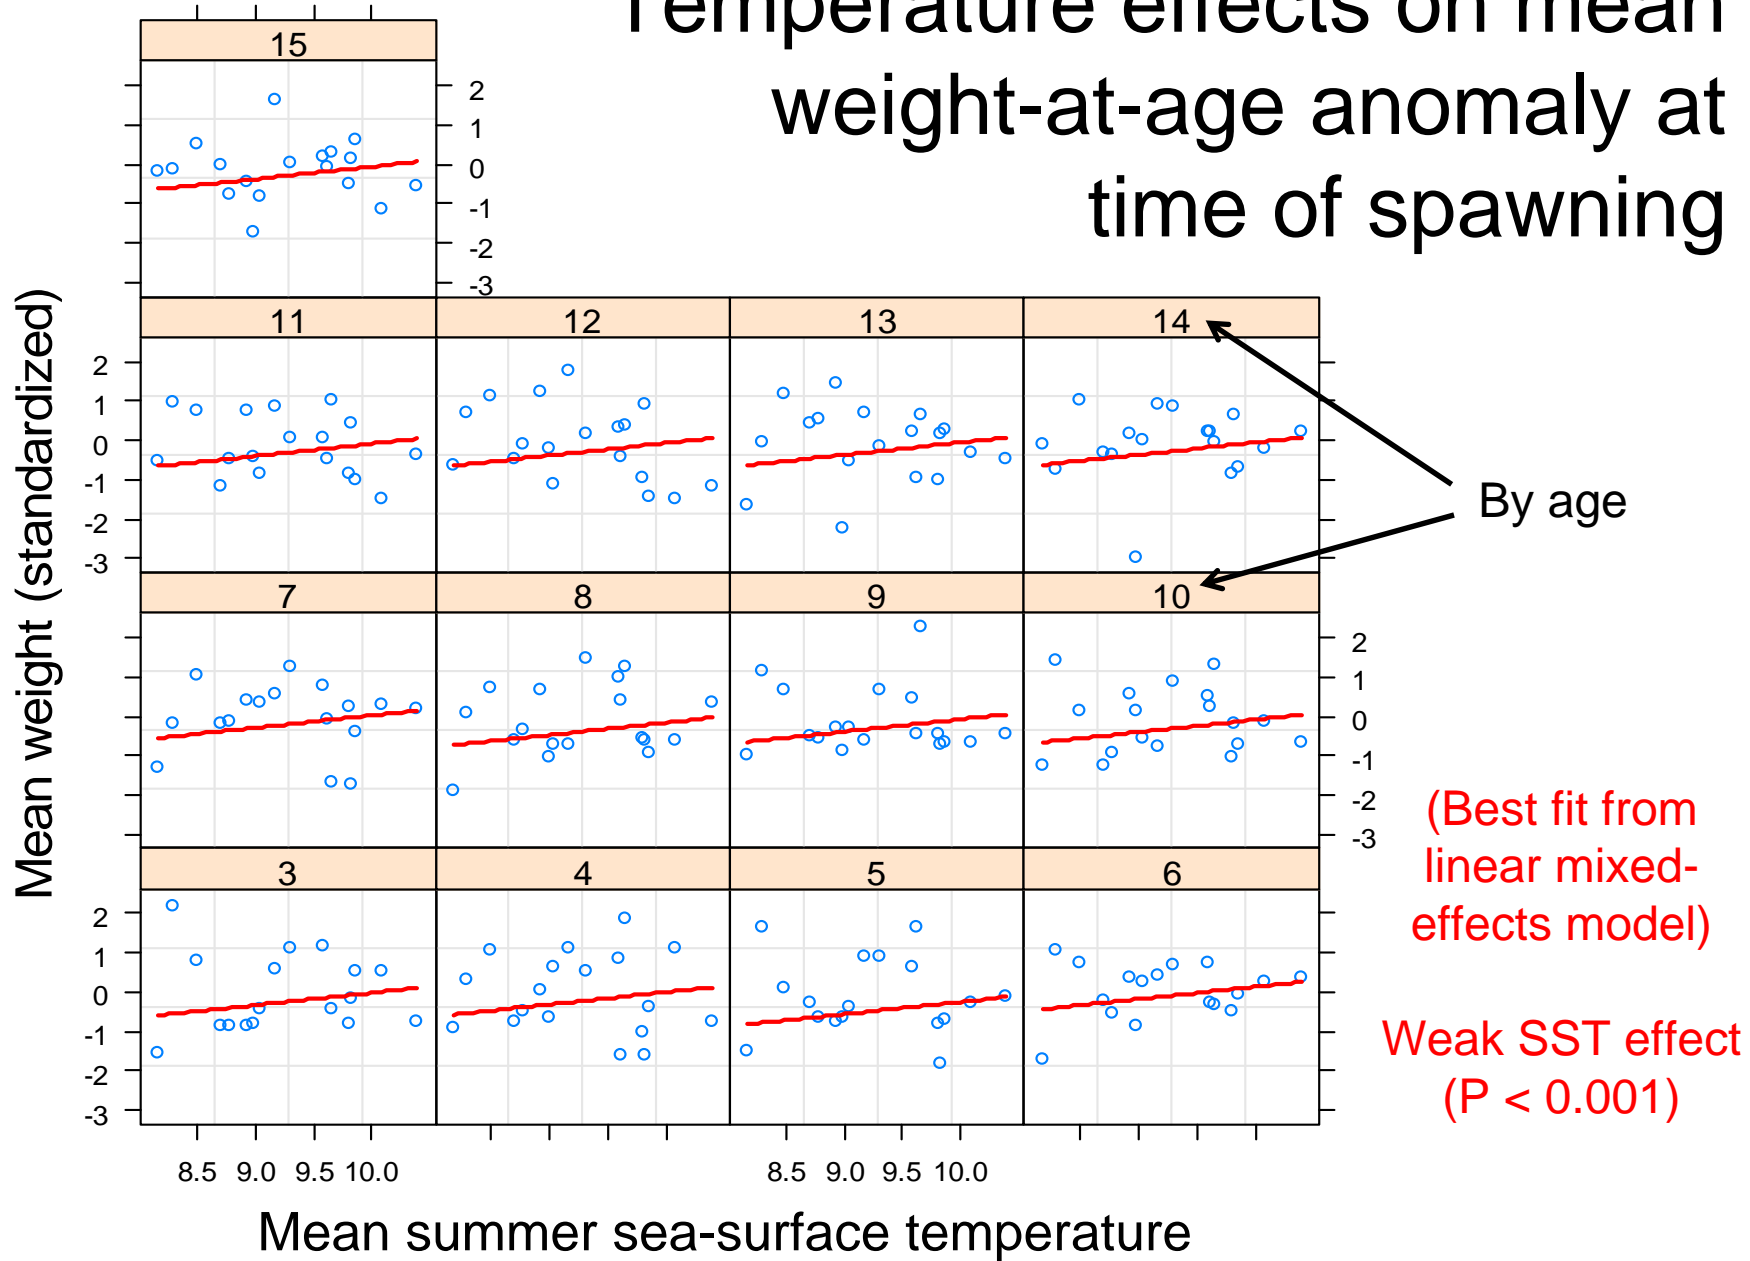 Temperature effects on mean
weight-at-age anomaly at
time of spawning
15
2
1
0
-1
-2
-3
Mean weight (standardized)
11 12 13 14
2
1
0
-1
-2
-3
By age
7 8 9 10
2
1
0
-1
-2
-3
(Best fit from
linear mixed-
effects model)
3 4 5 6
2
1
0
-1
-2
-3
Weak SST effect
(P < 0.001)
8.5 9.0 9.5 10.0 8.5 9.0 9.5 10.0
Mean summer sea-surface temperature